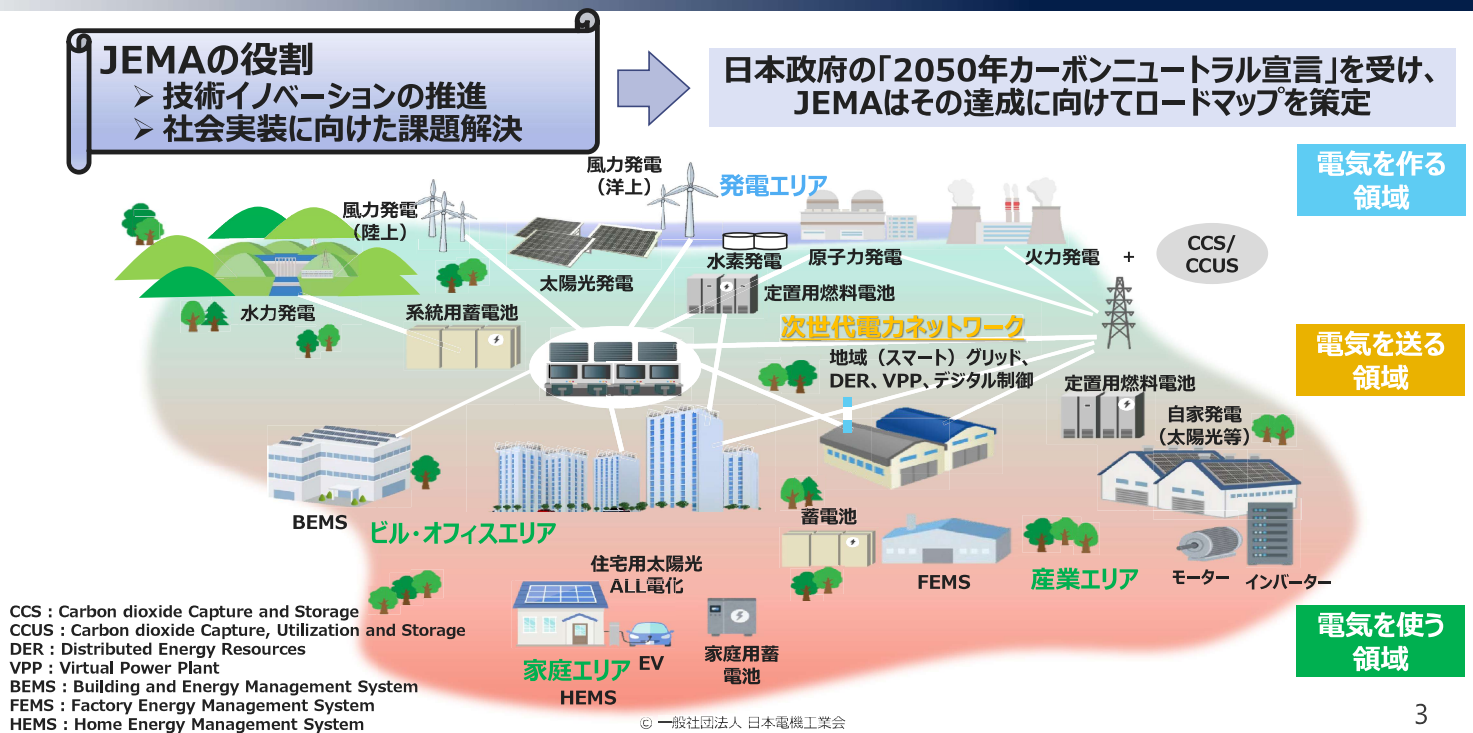 JEMAの役割
➢ 技術イノベーションの推進
➢ 社会実装に向けた課題解決
日本政府の「2050年カーボンニュートラル宣言」を受け、
JEMAはその達成に向けてロードマップを策定
電気を作る
領域
風力発電
（洋上）
発電エリア
風力発電
（陸上）
太陽光発電
水素発電
原子力発電
火力発電
+
CCS/
CCUS
水力発電
系統用蓄電池
定置用燃料電池
次世代電力ネットワーク
地域（スマート）グリッド、
DER、VPP、デジタル制御
電気を送る
領域
定置用燃料電池
自家発電
（太陽光等）
BEMS
ビル・オフィスエリア
蓄電池
FEMS
産業エリア
モーター
インバーター
住宅用太陽光
ALL電化
家庭エリア
EV
HEMS
家庭用蓄
電池
電気を使う
領域
CCS : Carbon dioxide Capture and Storage
CCUS : Carbon dioxide Capture, Utilization and Storage
DER : Distributed Energy Resources
VPP : Virtual Power Plant
BEMS : Building and Energy Management System
FEMS : Factory Energy Management System
HEMS : Home Energy Management System
© 一般社団法人 日本電機工業会
3